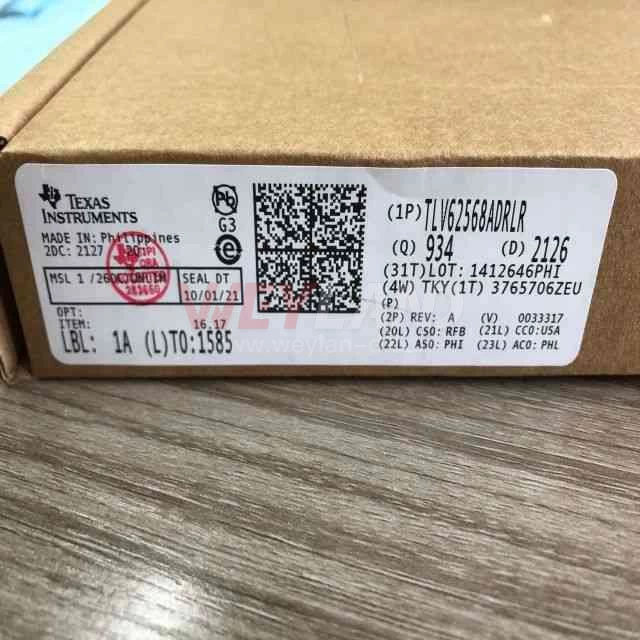 TEXAS
INSTRUMENTS
MADE IN: Philippines
2DC: 2127
MSL 1 /260C
SEAL DT
10/01/21
OPT:
ITEM: 16,17
LBL: 1A (L)TO:1585
Pb
G3
e
(1P)TLV62568ADRLR
(Q) 934 (D) 2126
(31T)LOT: 1412646PHI
(4W) TKY(1T) 3765706ZEU
(P)
(2P) REV: A (V) 0033317
(20L) CSO: RFB (21L) CCO:USA
(22L) ASO: PHI (23L) ACO: PHL